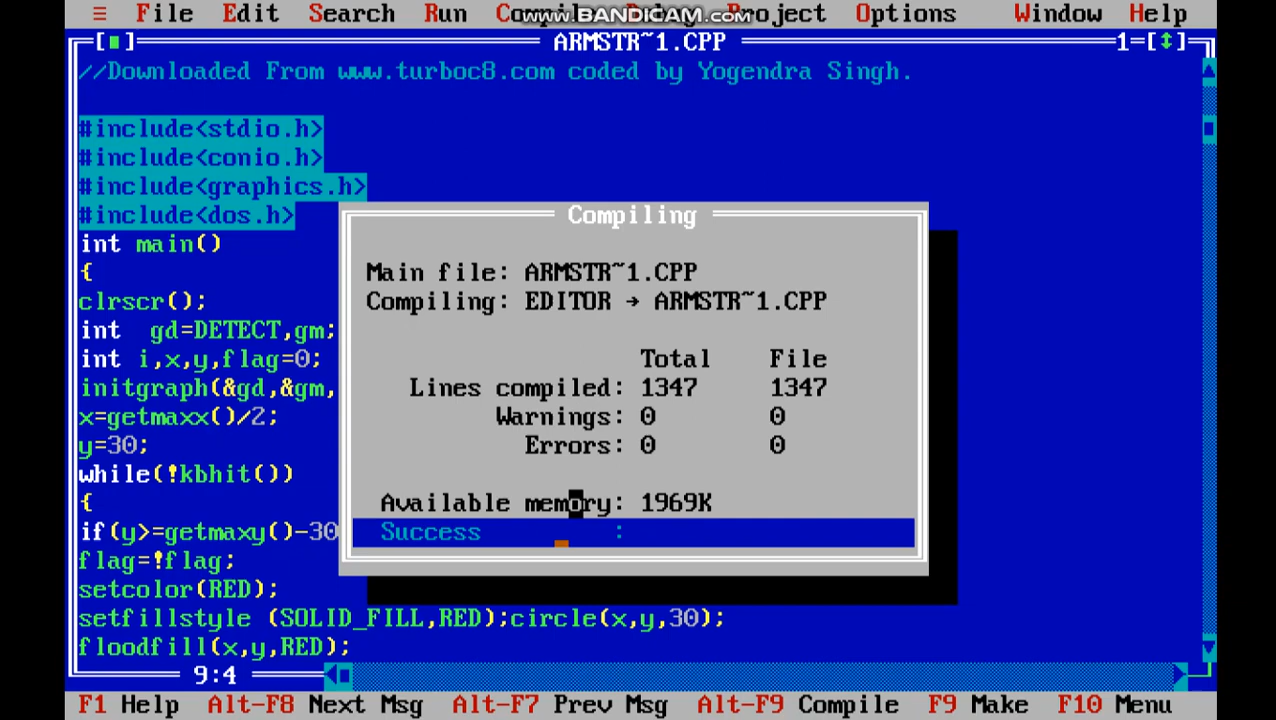 ≡ File Edit Search Run Compile Debug Project Options Window Help
www.BANDICAM.com
[■] ARMSTR~1.CPP 1=[↕]
//Downloaded From www.turboc8.com coded by Yogendra Singh.
#include<stdio.h>
#include<conio.h>
#include<graphics.h>
#include<dos.h>
int main()
{
clrscr();
int gd=DETECT,gm;
int i,x,y,flag=0;
initgraph(&gd,&gm,
x=getmaxx()/2;
y=30;
while(!kbhit())
{
if(y>=getmaxy()-30
flag=!flag;
setcolor(RED);
setfillstyle (SOLID_FILL,RED);circle(x,y,30);
floodfill(x,y,RED);
9:4
Compiling
Main file: ARMSTR~1.CPP
Compiling: EDITOR → ARMSTR~1.CPP
Total File
Lines compiled: 1347 1347
Warnings: 0 0
Errors: 0 0
Available memory: 1969K
Success :
F1 Help Alt-F8 Next Msg Alt-F7 Prev Msg Alt-F9 Compile F9 Make F10 Menu